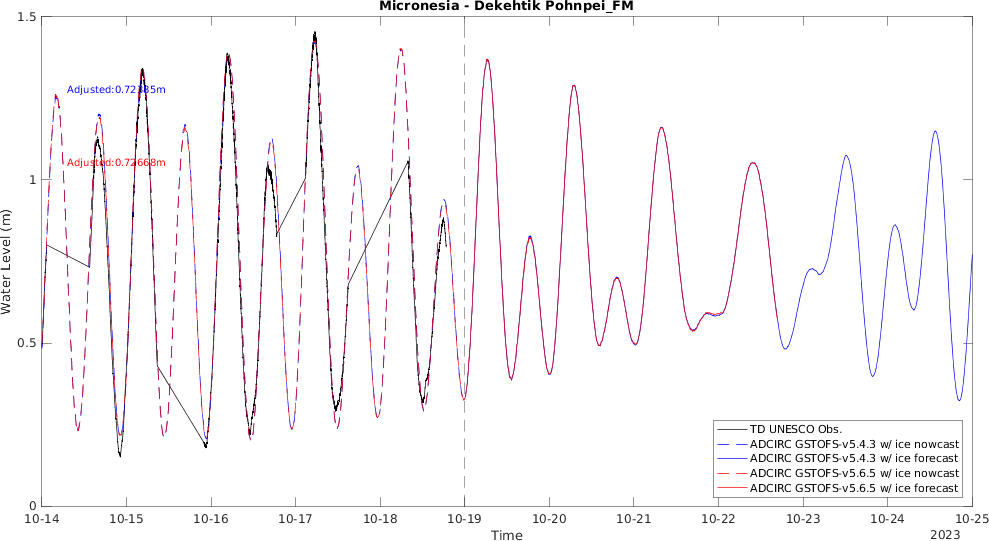 Micronesia - Dekehtik Pohnpei_FM
Water Level (m)
1.5
1
0.5
0
Adjusted:0.72385m
Adjusted:0.72668m
TD UNESCO Obs.
ADCIRC GSTOFS-v5.4.3 w/ ice nowcast
ADCIRC GSTOFS-v5.4.3 w/ ice forecast
ADCIRC GSTOFS-v5.6.5 w/ ice nowcast
ADCIRC GSTOFS-v5.6.5 w/ ice forecast
10-14 10-15 10-16 10-17 10-18 10-19 10-20 10-21 10-22 10-23 10-24 10-25
Time
2023